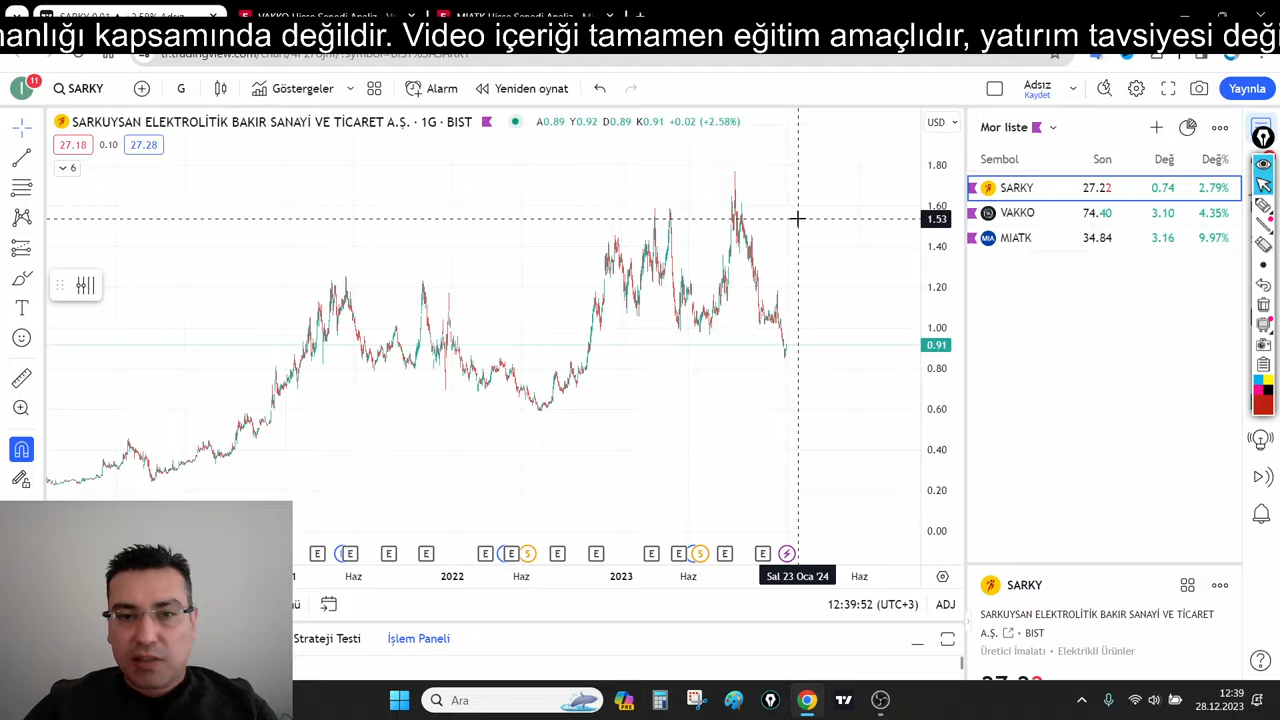 anlığı kapsamında değildir. Video içeriği tamamen eğitim amaçlıdır, yatırım tavsiyesi deği
11
SARKY
G
Göstergeler
Alarm
Yeniden oynat
Adsız
Kaydet
Yayınla
SARKUYSAN ELEKTROLİTİK BAKIR SANAYİ VE TİCARET A.Ş. · 1G · BIST
A0.89 Y0.92 D0.89 K0.91 +0.02 (+2.58%)
USD
27.18 0.10 27.28
6
1.80
1.60
1.53
1.40
1.20
1.00
0.91
0.80
0.60
0.40
0.20
0.00
E E E E E E S E E E E S E E
Haz 2022 Haz 2023 Haz Sal 23 Oca '24 Haz
12:39:52 (UTC+3) ADJ
Strateji Testi İşlem Paneli
Mor liste
Sembol Son Değ Değ%
SARKY 27.22 0.74 2.79%
VAKKO 74.40 3.10 4.35%
MIATK 34.84 3.16 9.97%
SARKY
SARKUYSAN ELEKTROLİTİK BAKIR SANAYİ VE TİCARET
A.Ş. • BIST
Üretici İmalatı • Elektrikli Ürünler
Ara
12:39
28.12.2023